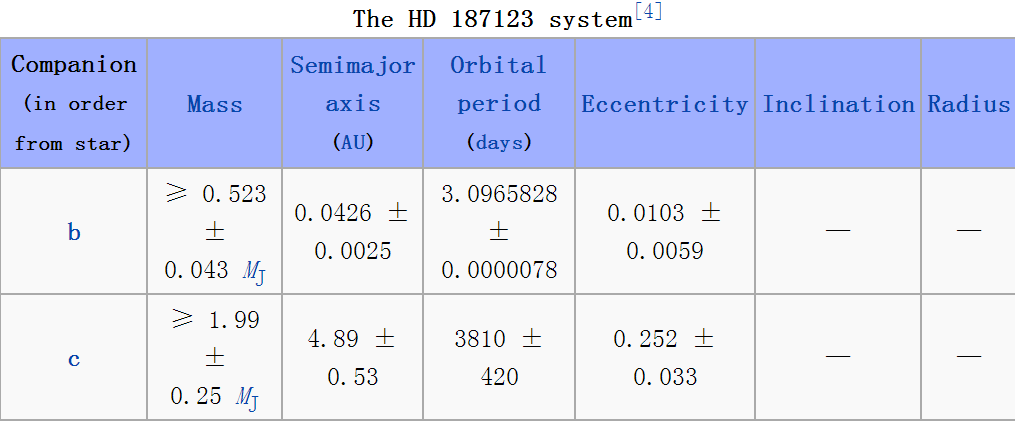 The HD 187123 system[4]
Companion
(in order
from star)
Mass
Semimajor
axis
(AU)
Orbital
period
(days)
Eccentricity
Inclination
Radius
b
≥ 0.523
±
0.043 MJ
0.0426 ±
0.0025
3.0965828
±
0.0000078
0.0103 ±
0.0059
—
—
c
≥ 1.99
±
0.25 MJ
4.89 ±
0.53
3810 ±
420
0.252 ±
0.033
—
—